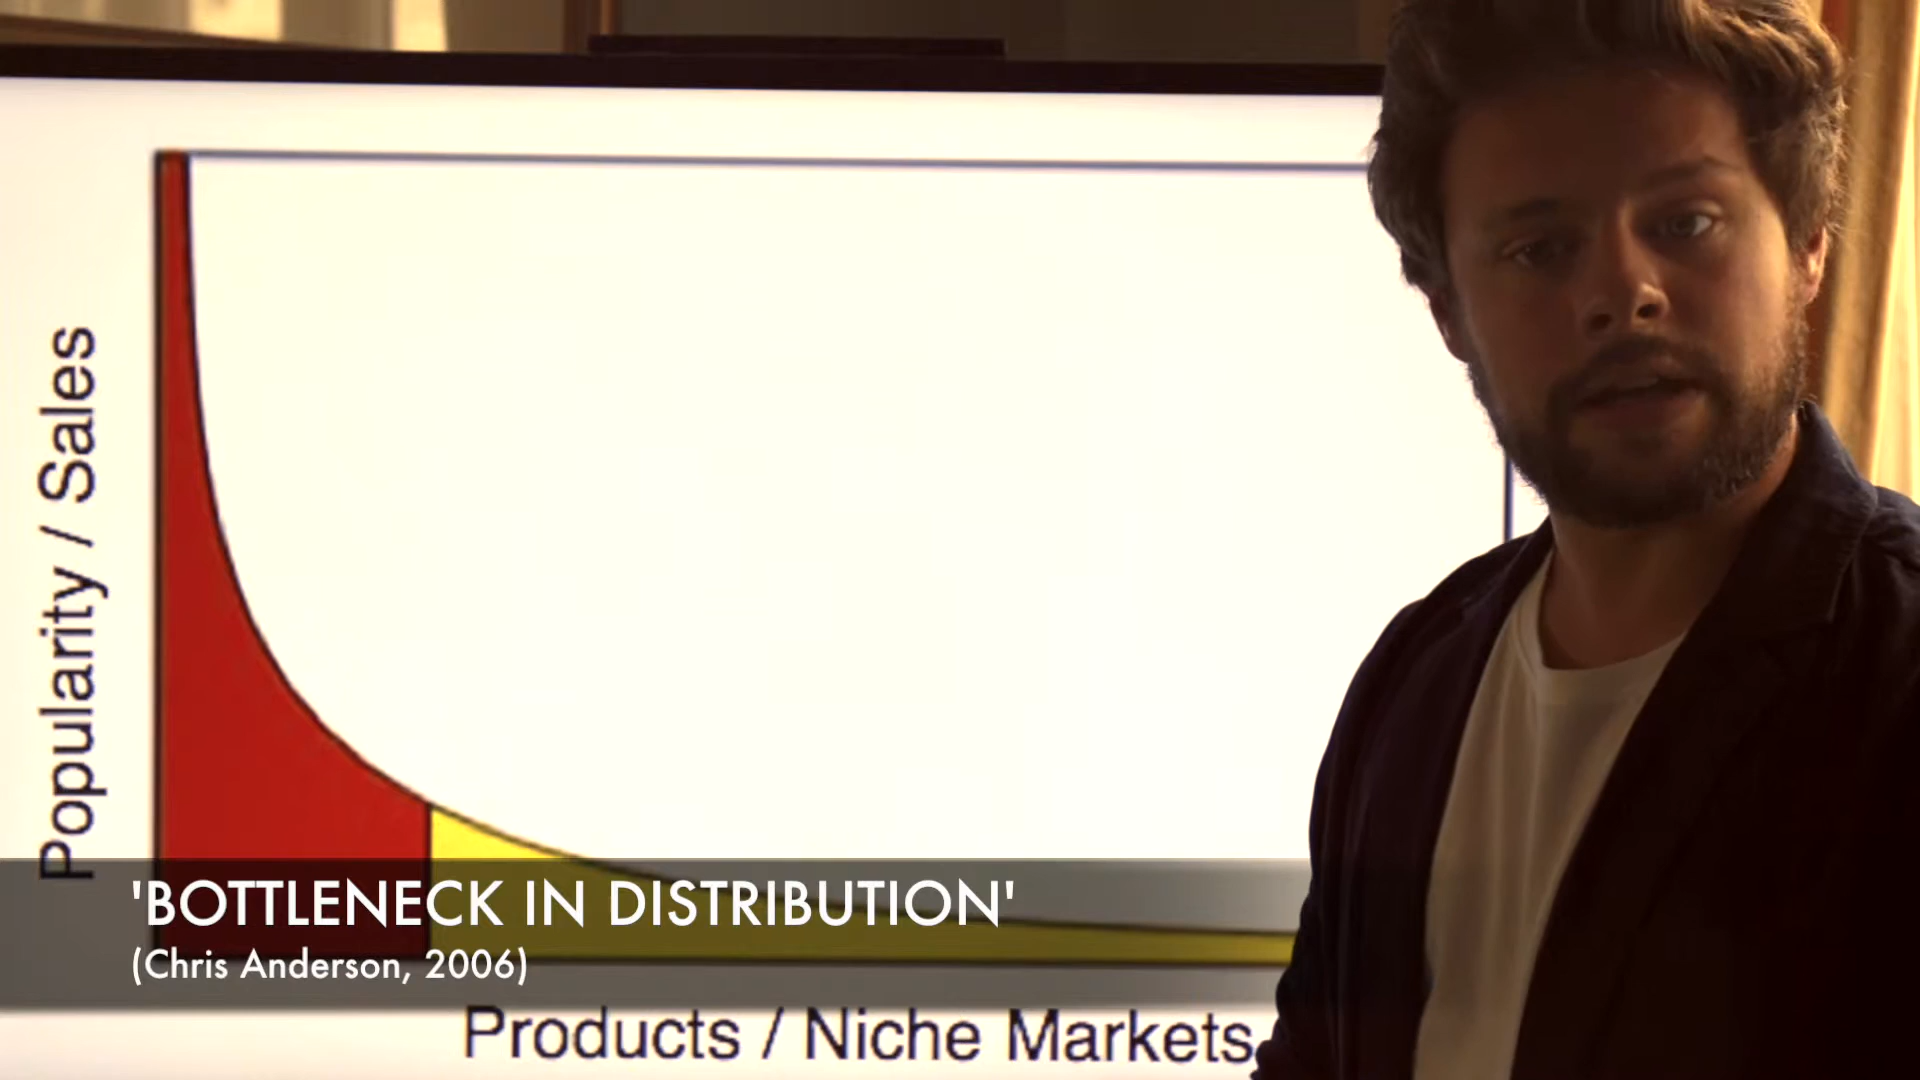 Popularity / Sales
'BOTTLENECK IN DISTRIBUTION'
(Chris Anderson, 2006)
Products / Niche Markets